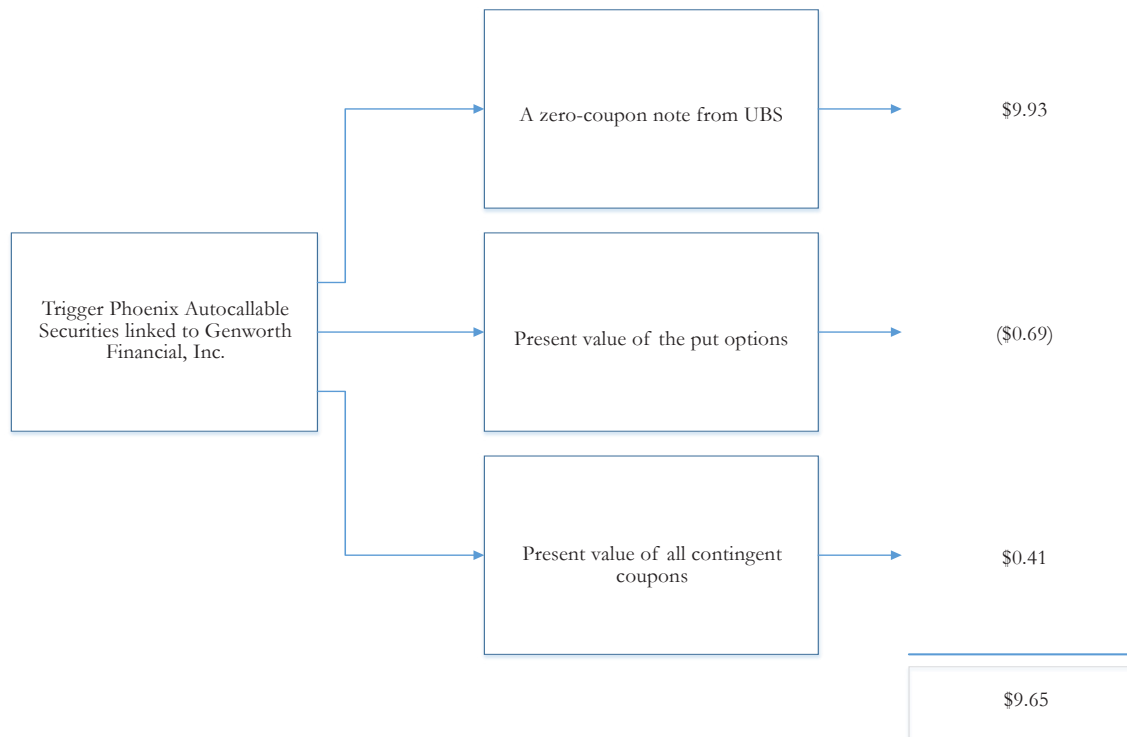 A zero-coupon note from UBS
$9.93
Trigger Phoenix Autocallable
Securities linked to Genworth
Financial, Inc.
Present value of the put options
($0.69)
Present value of all contingent
coupons
$0.41
$9.65